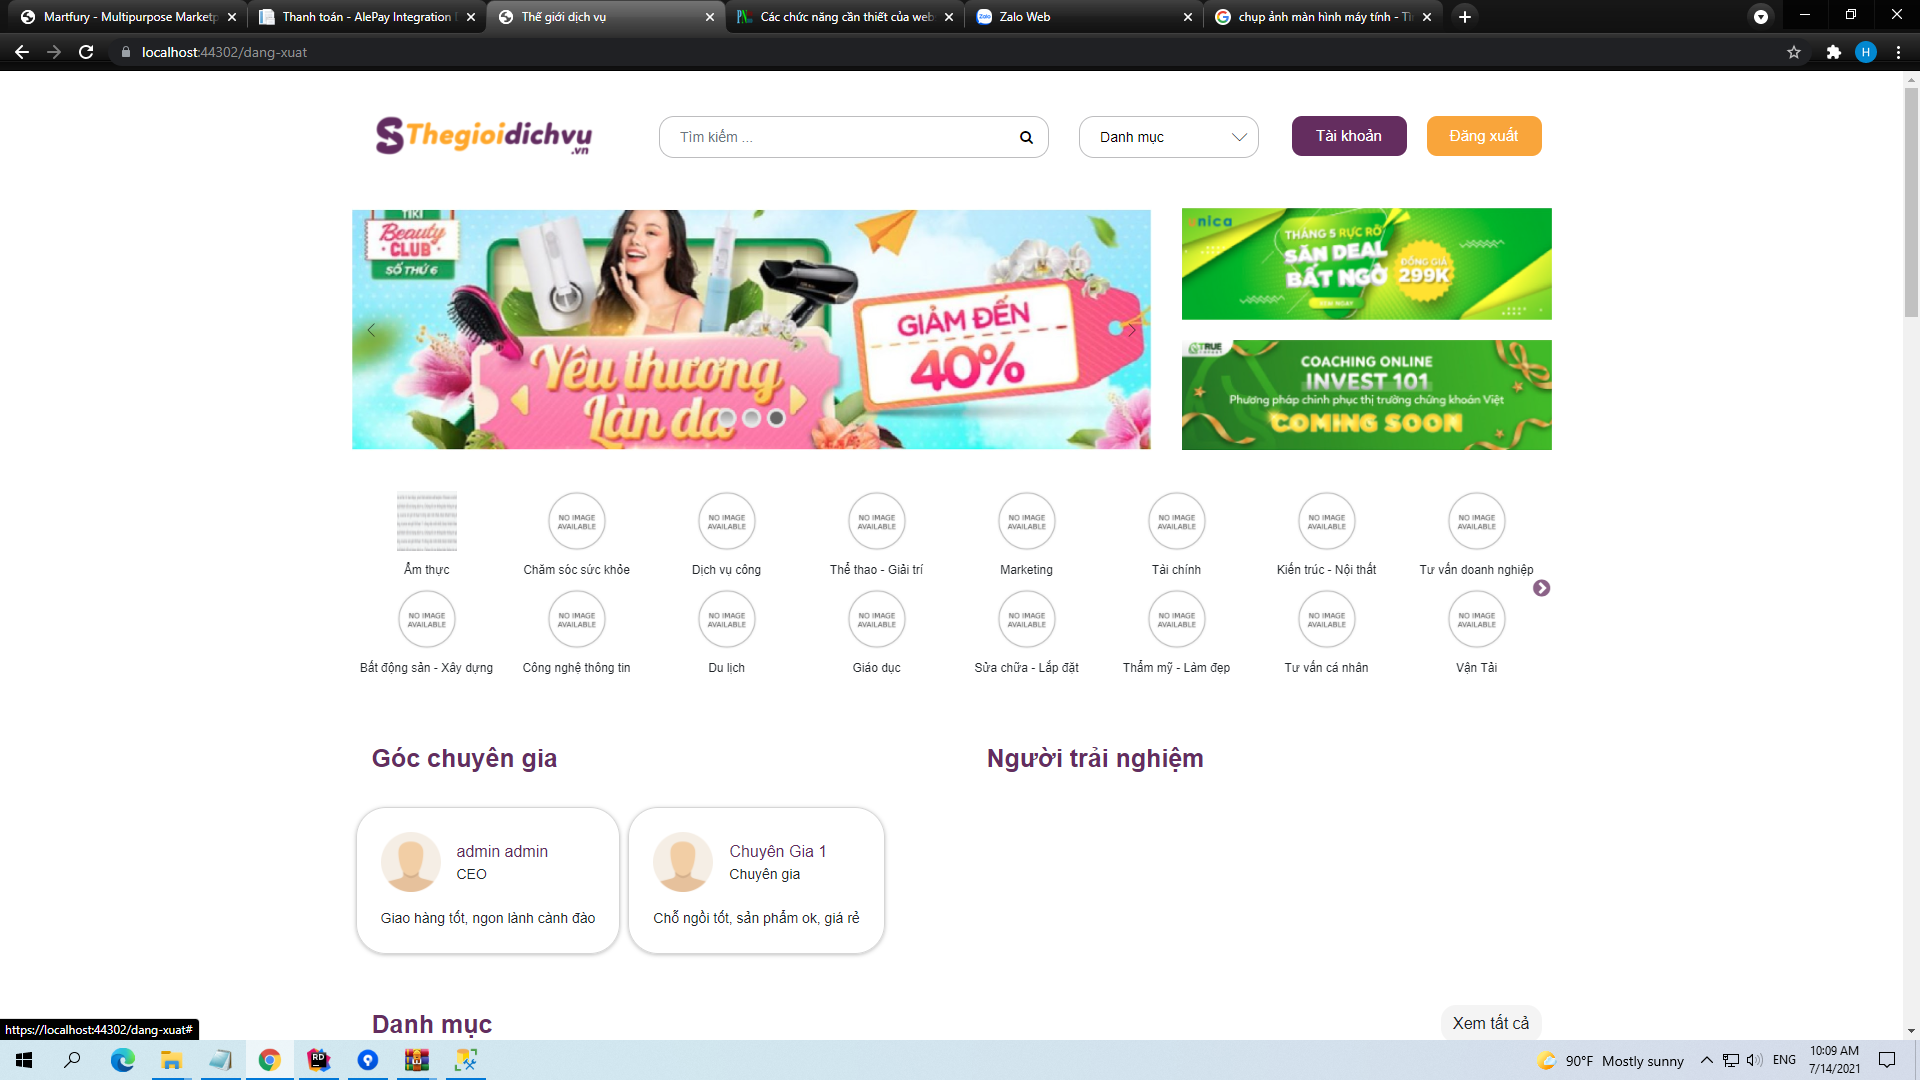 Martfury - Multipurpose Marketp
Thanh toán - AlePay Integration
Thế giới dịch vụ
Các chức năng cần thiết của web
Zalo Web
chụp ảnh màn hình máy tính - Tì
localhost:44302/dang-xuat
H
SThegioidichvu
.vn
Tìm kiếm ...
Danh mục
Tài khoản
Đăng xuất
TIKI
Beauty
CLUB
SỐ THỨ 6
Yêu thương
Làn da
GIẢM ĐẾN
40%
nica
THÁNG 5 RỰC RỠ
SĂN DEAL
BẤT NGỜ
ĐỒNG GIÁ
299K
XEM NGAY
TRUE
COACHING ONLINE
INVEST 101
Phương pháp chinh phục thị trường chứng khoán Việt
COMING SOON
NO IMAGE AVAILABLE
NO IMAGE AVAILABLE
NO IMAGE AVAILABLE
NO IMAGE AVAILABLE
NO IMAGE AVAILABLE
NO IMAGE AVAILABLE
NO IMAGE AVAILABLE
Ẩm thực
Chăm sóc sức khỏe
Dịch vụ công
Thể thao - Giải trí
Marketing
Tài chính
Kiến trúc - Nội thất
Tư vấn doanh nghiệp
NO IMAGE AVAILABLE
NO IMAGE AVAILABLE
NO IMAGE AVAILABLE
NO IMAGE AVAILABLE
NO IMAGE AVAILABLE
NO IMAGE AVAILABLE
NO IMAGE AVAILABLE
NO IMAGE AVAILABLE
Bất động sản - Xây dựng
Công nghệ thông tin
Du lịch
Giáo dục
Sửa chữa - Lắp đặt
Thẩm mỹ - Làm đẹp
Tư vấn cá nhân
Vận Tải
Góc chuyên gia
Người trải nghiệm
admin admin
CEO
Giao hàng tốt, ngon lành cành đào
Chuyên Gia 1
Chuyên gia
Chỗ ngồi tốt, sản phẩm ok, giá rẻ
Danh mục
Xem tất cả
https://localhost:44302/dang-xuat#
90°F Mostly sunny
ENG
10:09 AM
7/14/2021